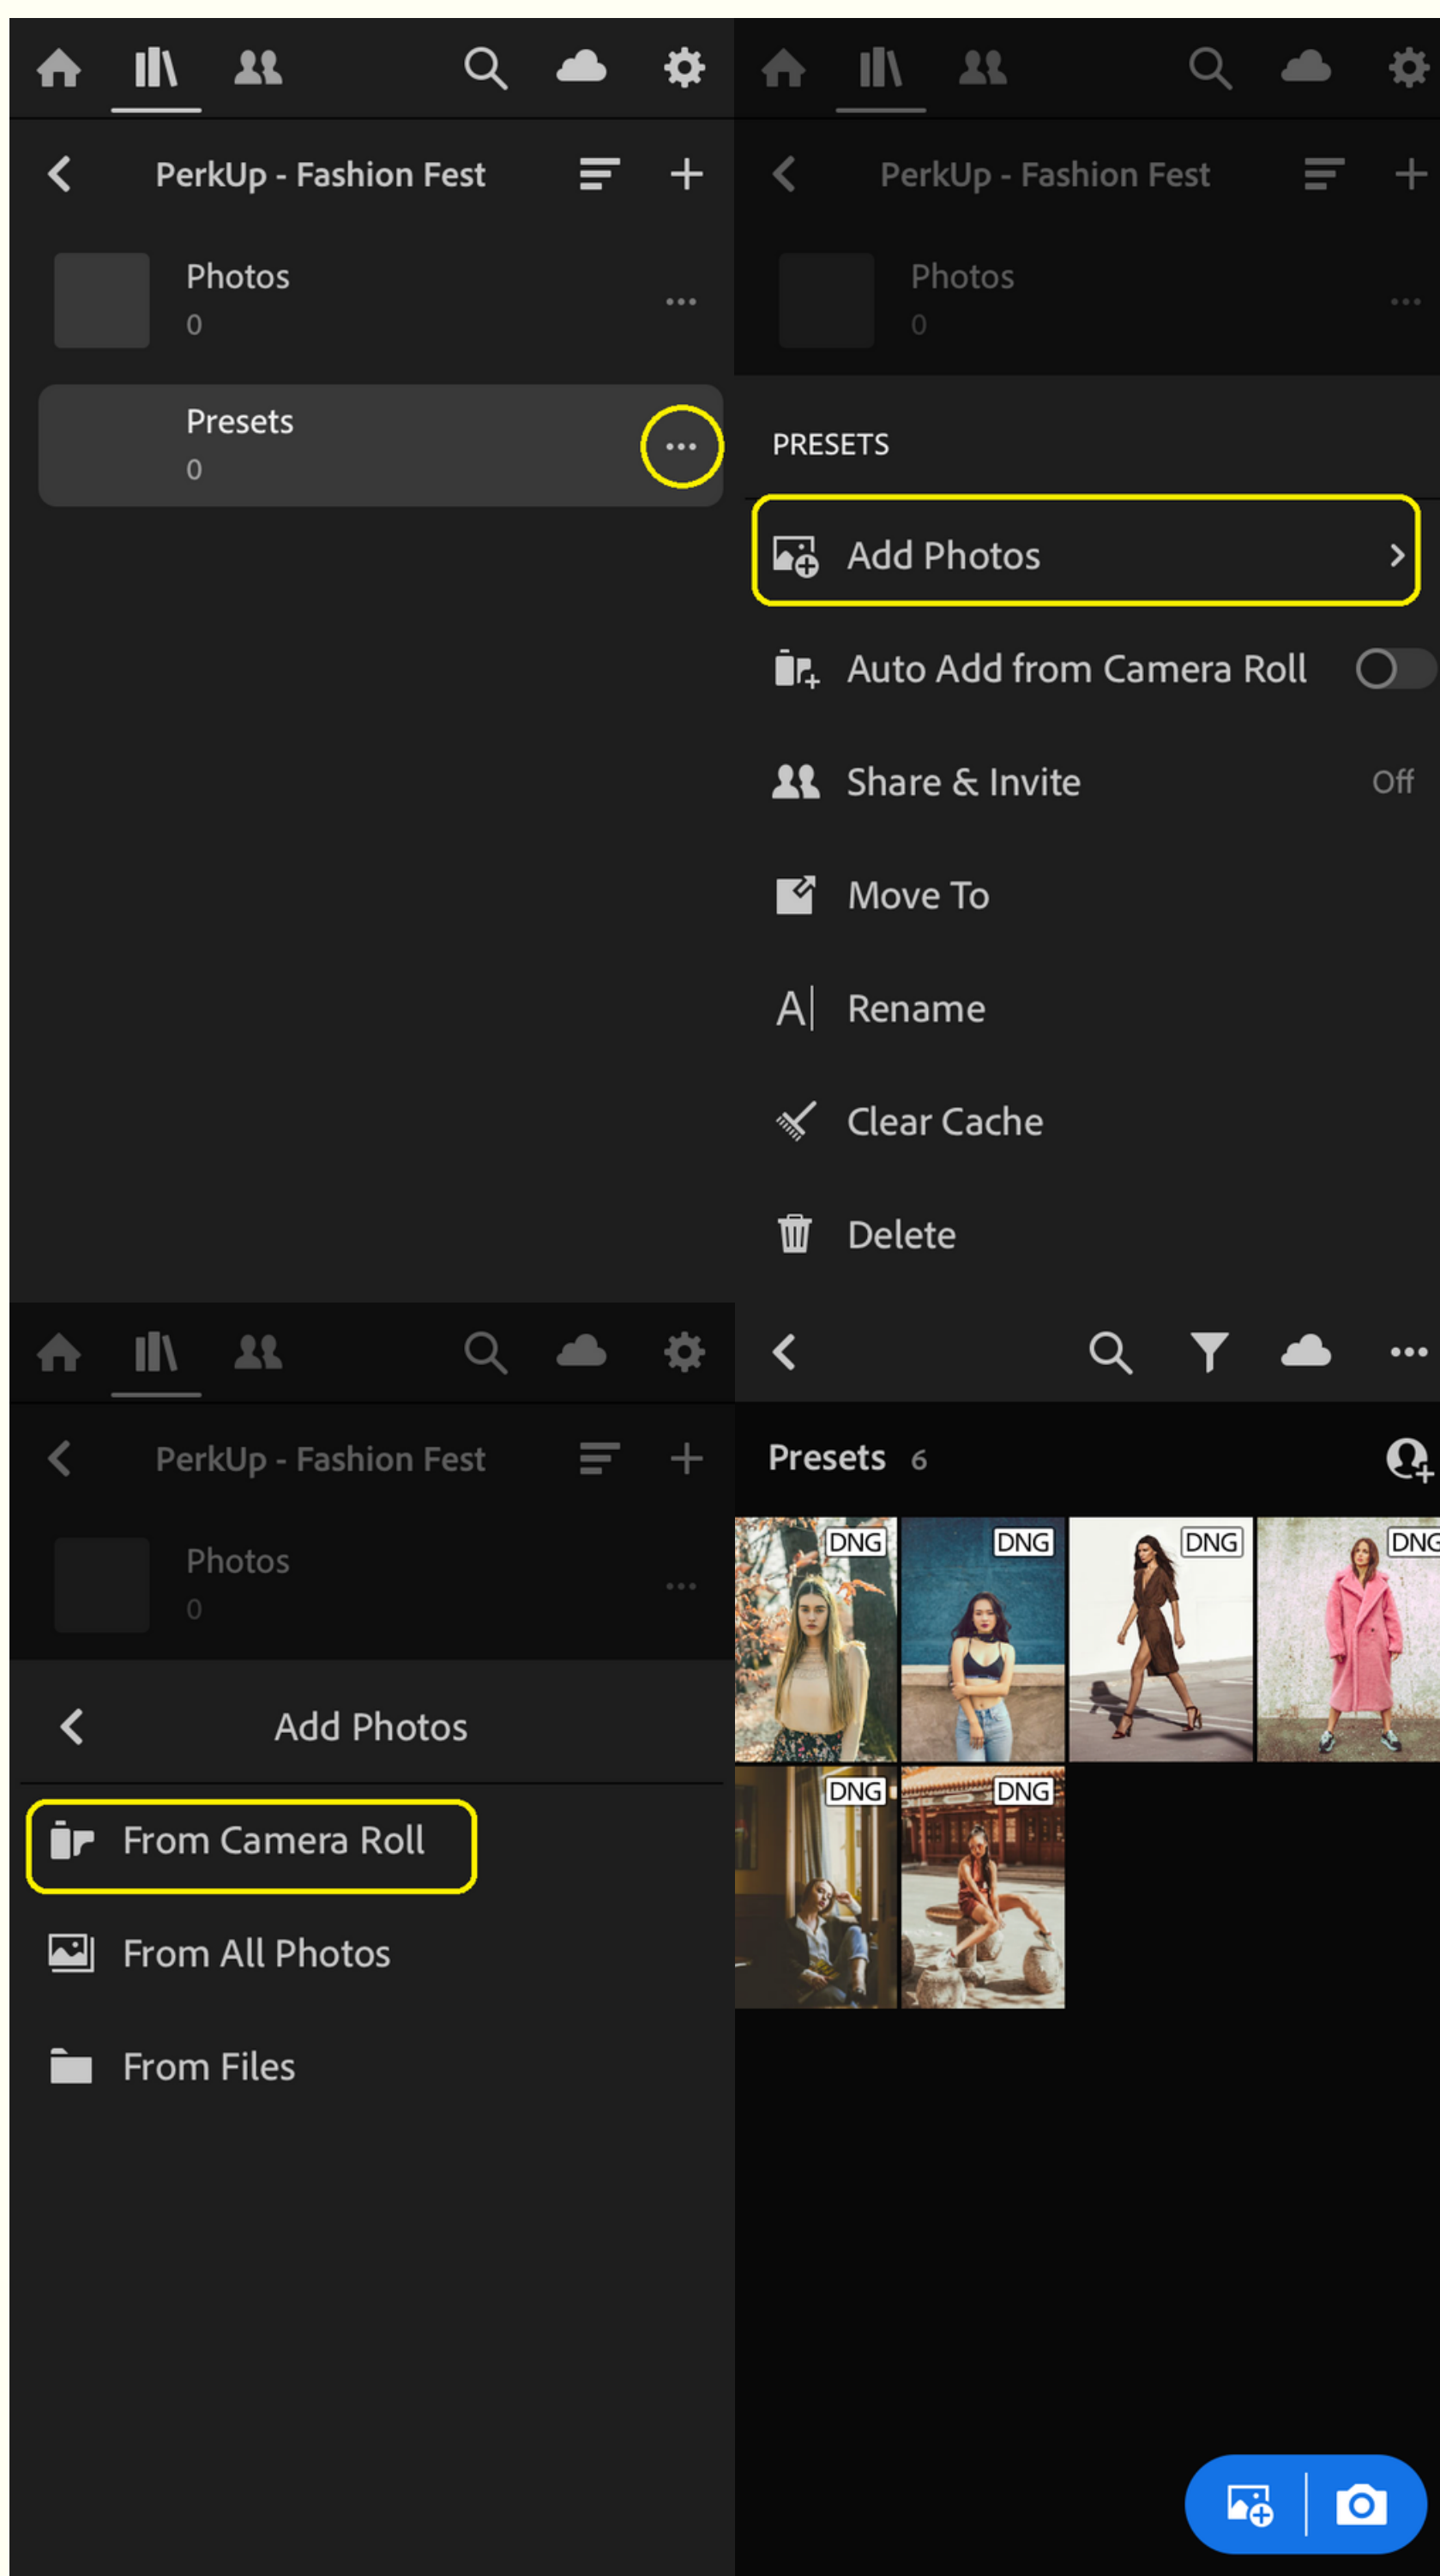 PerkUp - Fashion Fest
Photos
0
Presets
0
PerkUp - Fashion Fest
Photos
0
PRESETS
Add Photos
Auto Add from Camera Roll
Share & Invite
Off
Move To
Rename
Clear Cache
Delete
PerkUp - Fashion Fest
Photos
0
Add Photos
From Camera Roll
From All Photos
From Files
Presets 6
DNG
DNG
DNG
DNG
DNG
DNG